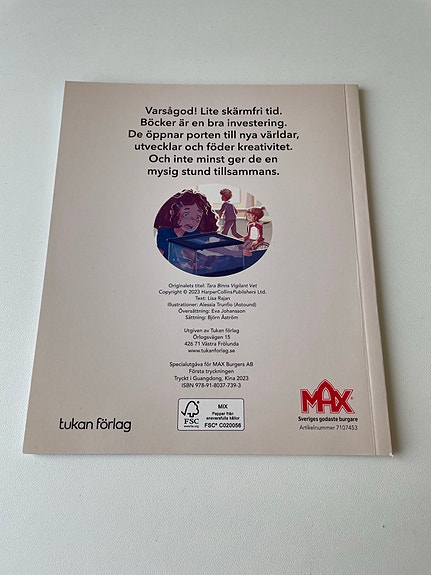 Varsågod! Lite skärmfri tid.
Böcker är en bra investering.
De öppnar porten till nya världar,
utvecklar och föder kreativitet.
Och inte minst ger de en
mysig stund tillsammans.
Originalets titel: Tara Binns Vigilant Vet
Copyright © 2023 HarperCollinsPublishers Ltd.
Text: Lisa Rajan
Illustrationer: Alessia Trunfio (Astound)
Översättning: Eva Johansson
Sättning: Björn Åström
Utgiven av Tukan förlag
Örlogsvägen 15
426 71 Västra Frölunda
www.tukanforlag.se
Specialutgåva för MAX Burgers AB
Första tryckningen
Tryckt i Guangdong, Kina 2023
ISBN 978-91-8037-739-3
tukan förlag
FSC
www.fsc.org
MIX
Papper från
ansvarsfulla källor
FSC® C020056
MAX
Sveriges godaste burgare
Artikelnummer 7107453